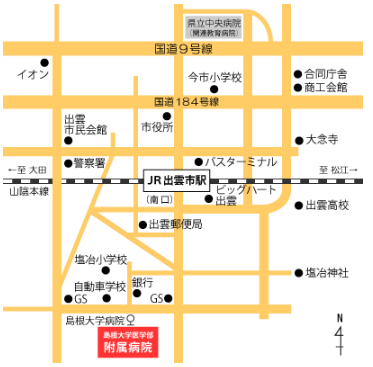 県立中央病院
（関連教育病院）
国道９号線
イオン
今市小学校
合同庁舎
商工会館
国道184号線
出雲
市民会館
市役所
大念寺
警察署
バスターミナル
←至 大田
JR出雲市駅
至 松江→
山陰本線
（南口）
ビッグハート
出雲
出雲高校
出雲郵便局
塩冶小学校
自動車学校
銀行
塩冶神社
GS
GS
島根大学病院
島根大学医学部
附属病院
N
4